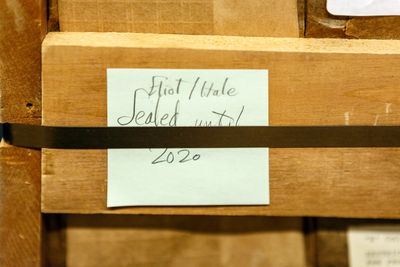 Eliot / Hale
Sealed until
2020